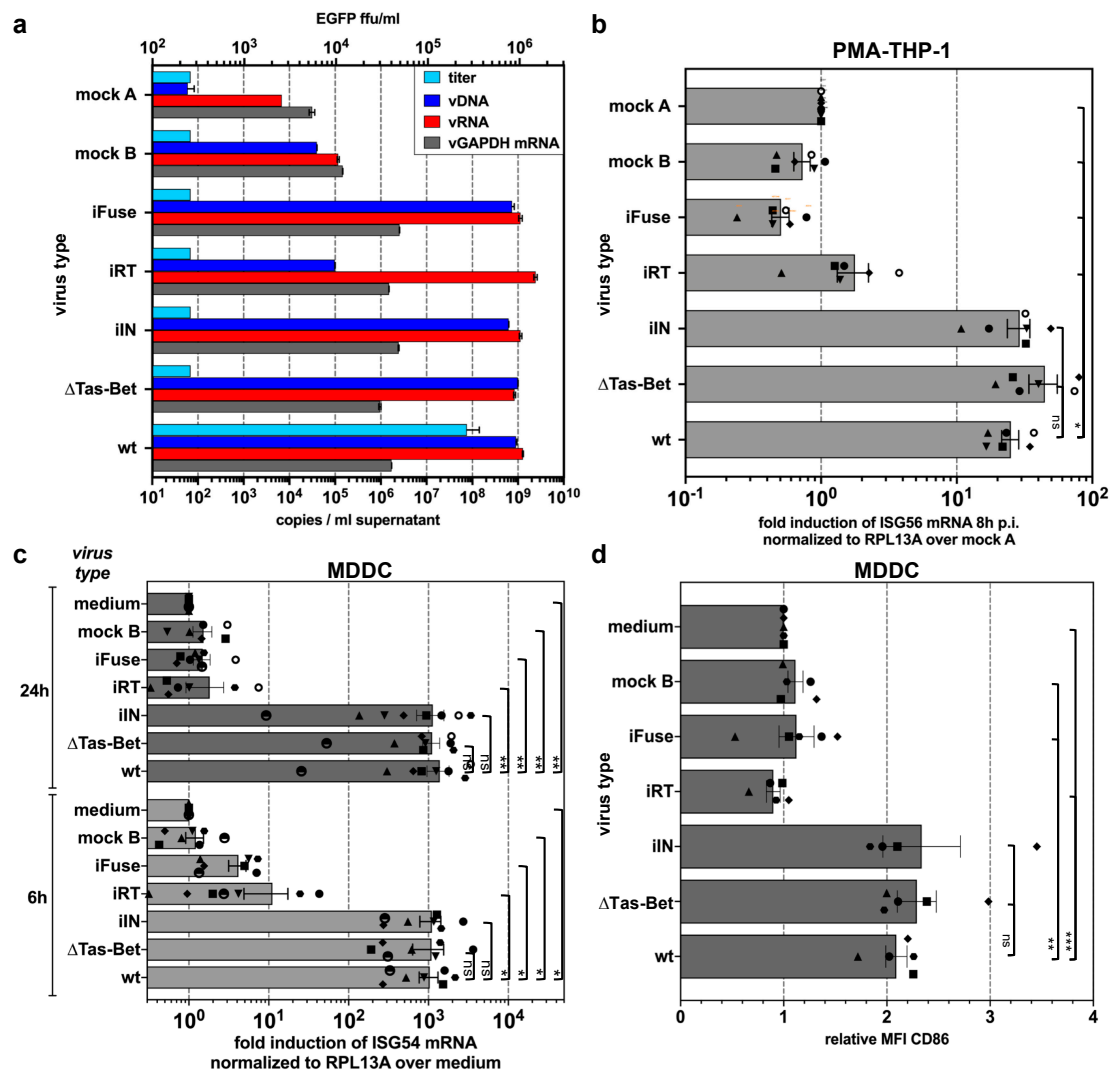 a
EGFP ffu/ml
10² 10³ 10⁴ 10⁵ 10⁶
titer
vDNA
vRNA
vGAPDH mRNA
virus type
mock A
mock B
iFuse
iRT
iIN
ΔTas-Bet
wt
10¹ 10² 10³ 10⁴ 10⁵ 10⁶ 10⁷ 10⁸ 10⁹ 10¹⁰
copies / ml supernatant
b
PMA-THP-1
virus type
mock A
mock B
iFuse
iRT
iIN
ΔTas-Bet
wt
ns
*
10⁻¹ 10⁰ 10¹ 10²
fold induction of ISG56 mRNA 8h p.i.
normalized to RPL13A over mock A
c
virus
type
MDDC
24h
medium
mock B
iFuse
iRT
iIN
ΔTas-Bet
wt
ns ns ** ** ** **
6h
medium
mock B
iFuse
iRT
iIN
ΔTas-Bet
wt
ns ns * * * *
10⁰ 10¹ 10² 10³ 10⁴
fold induction of ISG54 mRNA
normalized to RPL13A over medium
d
MDDC
virus type
medium
mock B
iFuse
iRT
iIN
ΔTas-Bet
wt
ns ** ***
0 1 2 3 4
relative MFI CD86